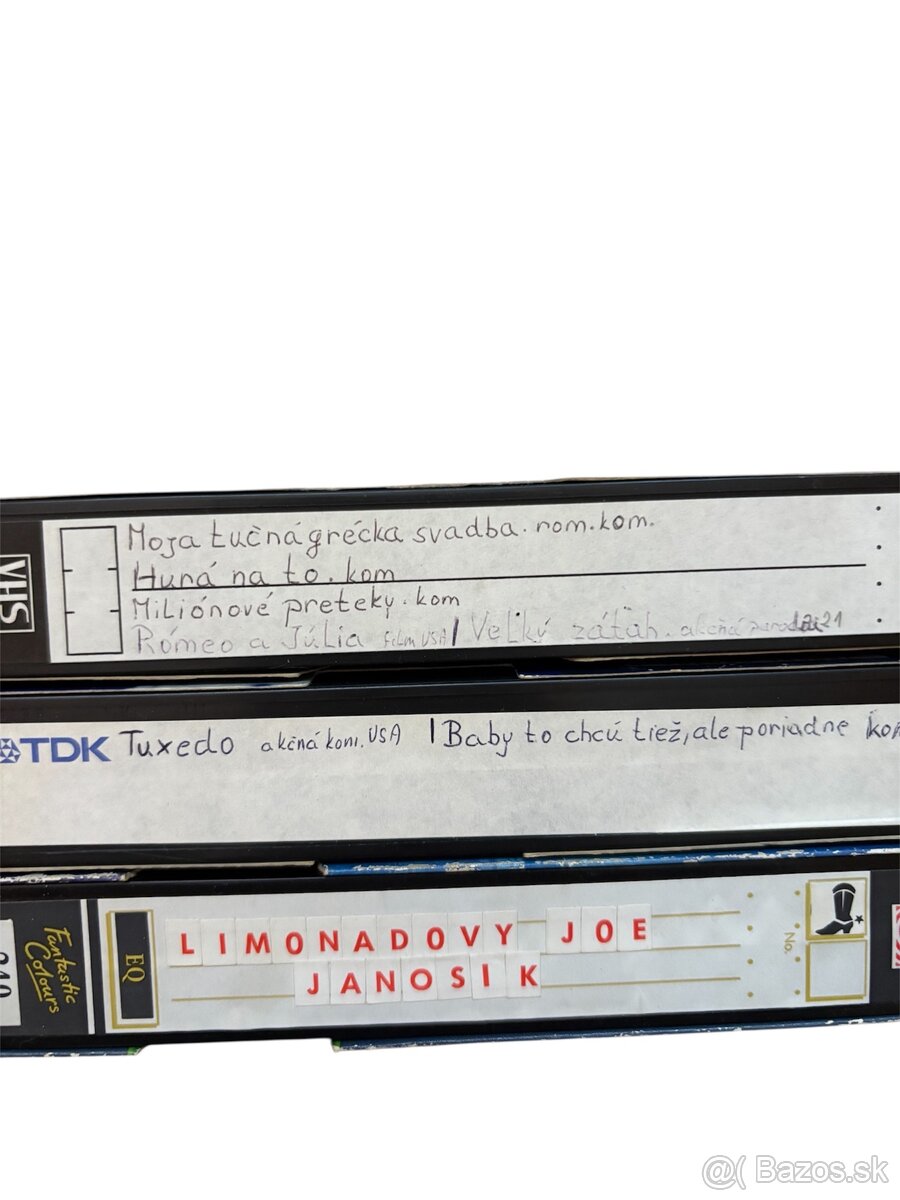 VHS
Moja tučná grécka svadba. rom. kom.
Hurá na to. kom
Miliónové preteky. kom
Rómeo a Júlia film USA / Veľký záťah. akčná
TDK Tuxedo akčná kom. USA / Baby to chcú tiež, ale poriadne kom
Fantastic Colours
EQ
LIMONADOVY JOE
JANOSIK
No.
@( Bazos.sk